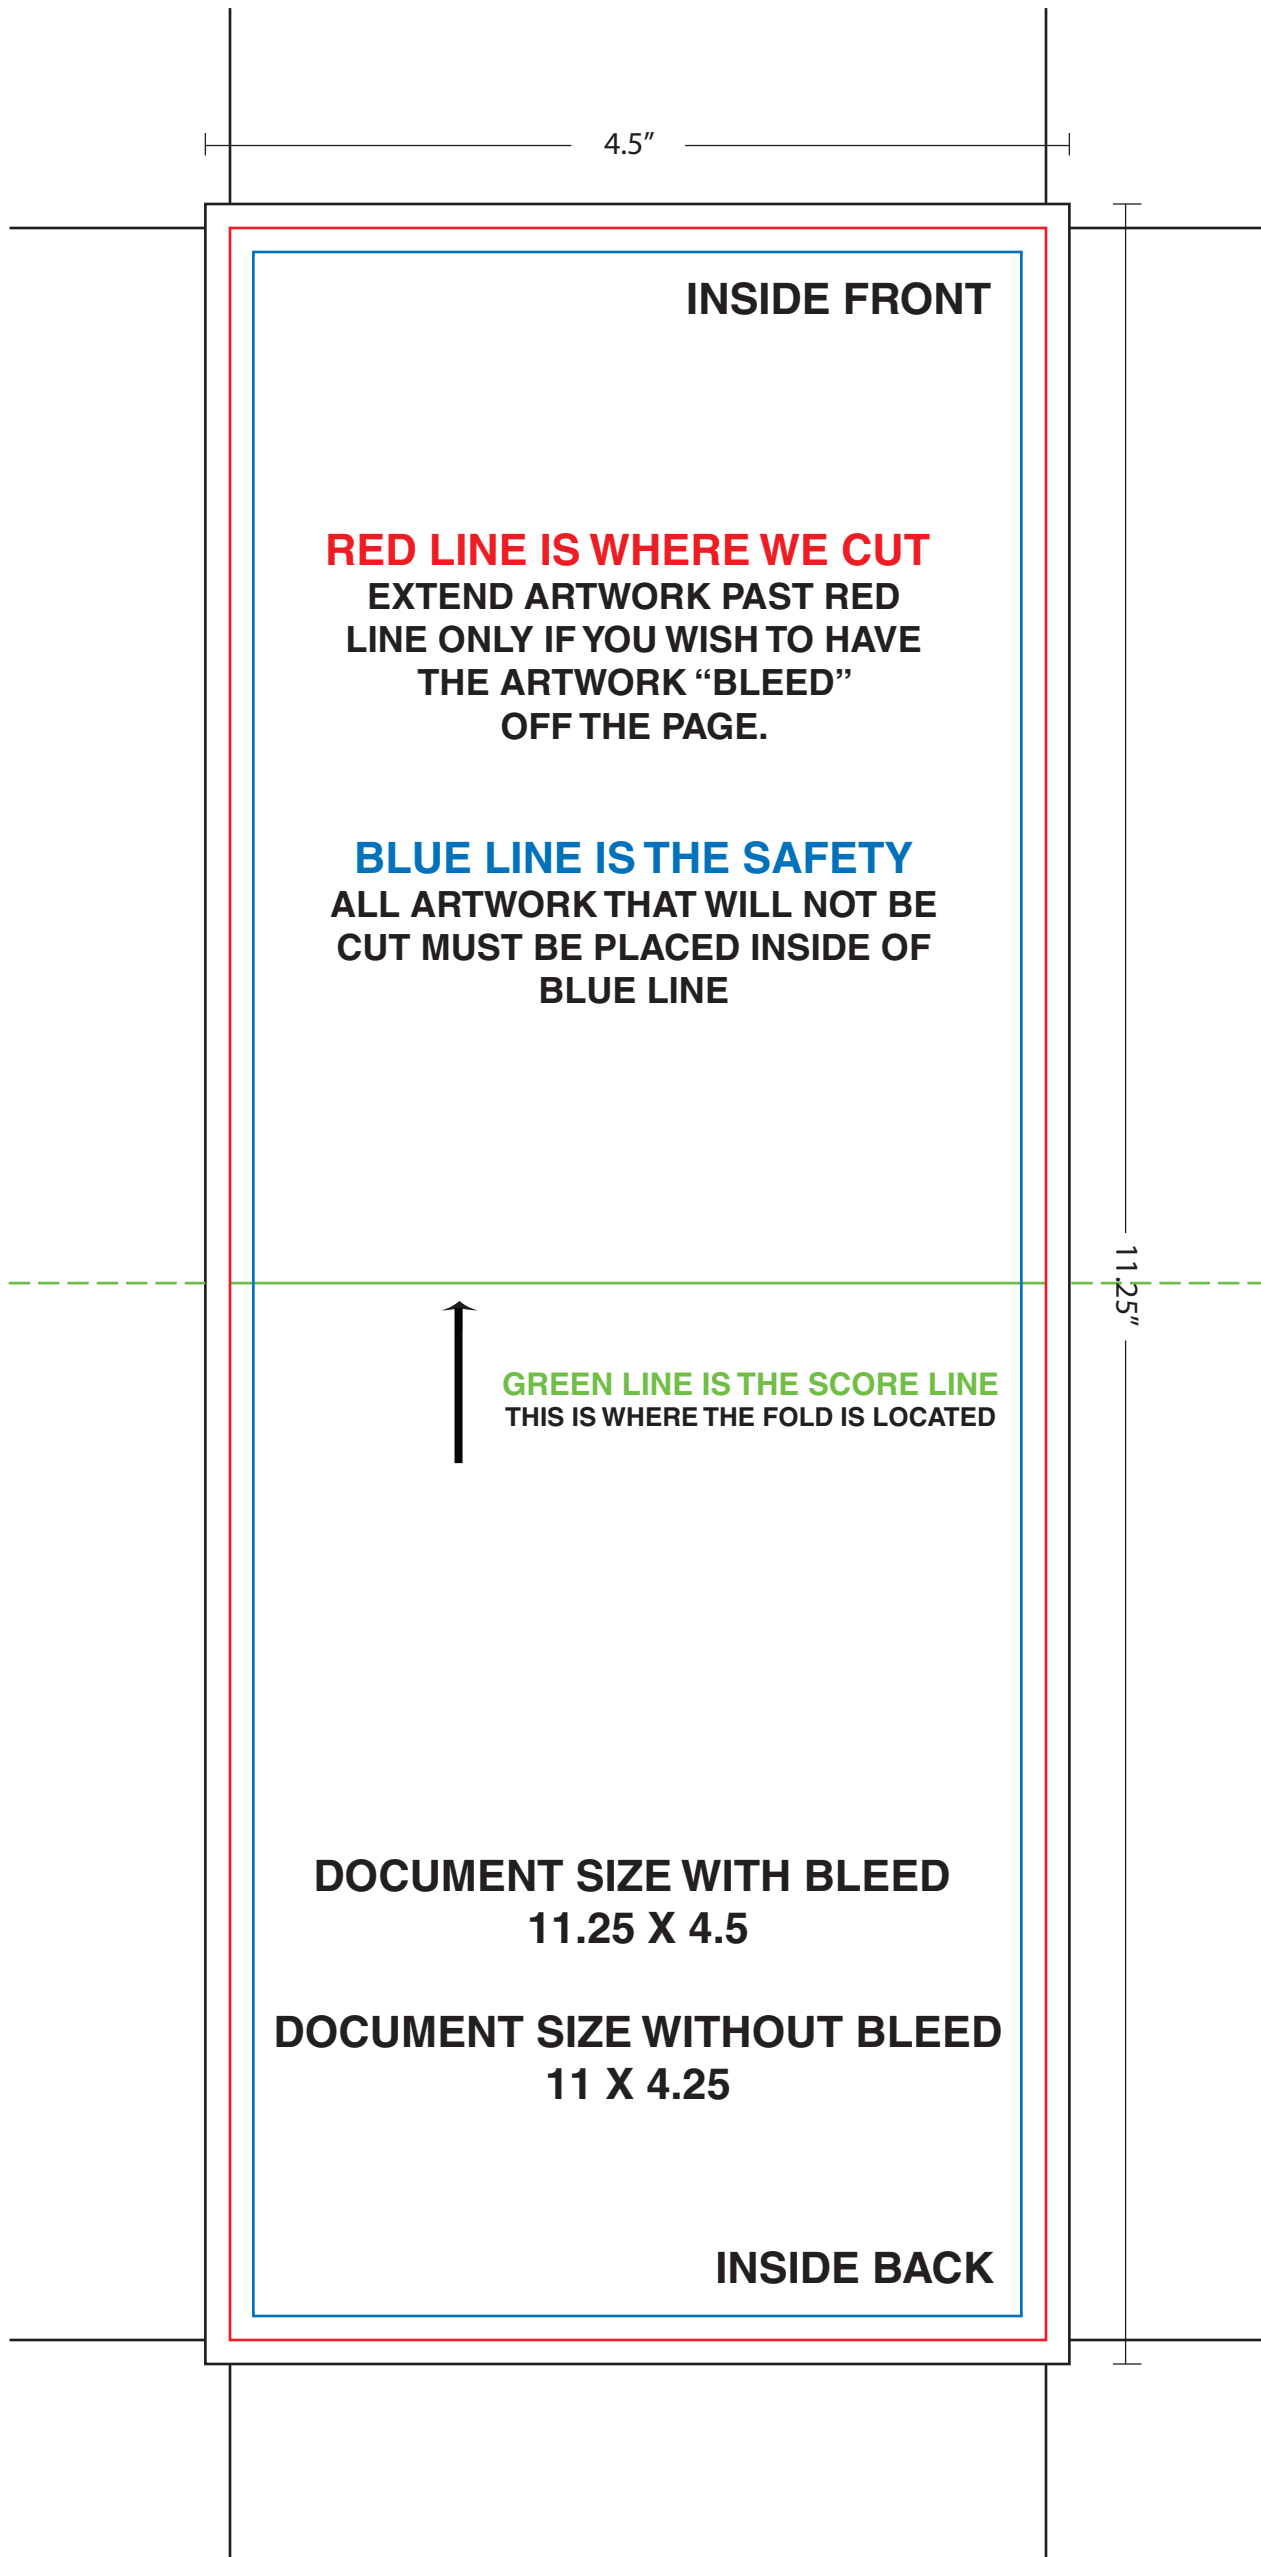 4.5"
INSIDE FRONT
RED LINE IS WHERE WE CUT
EXTEND ARTWORK PAST RED
LINE ONLY IF YOU WISH TO HAVE
THE ARTWORK “BLEED”
OFF THE PAGE.
BLUE LINE IS THE SAFETY
ALL ARTWORK THAT WILL NOT BE
CUT MUST BE PLACED INSIDE OF
BLUE LINE
11.25"
GREEN LINE IS THE SCORE LINE
THIS IS WHERE THE FOLD IS LOCATED
DOCUMENT SIZE WITH BLEED
11.25 X 4.5
DOCUMENT SIZE WITHOUT BLEED
11 X 4.25
INSIDE BACK